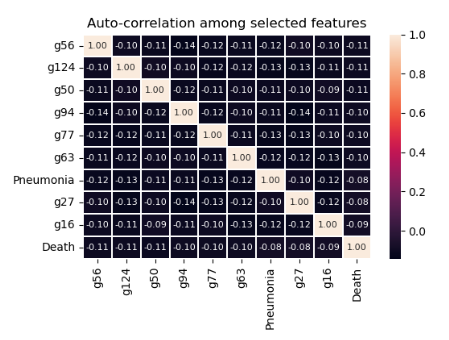 Auto-correlation among selected features
g56 1.00 -0.10 -0.11 -0.14 -0.12 -0.11 -0.12 -0.10 -0.10 -0.11
g124 -0.10 1.00 -0.10 -0.10 -0.12 -0.12 -0.13 -0.13 -0.11 -0.11
g50 -0.11 -0.10 1.00 -0.12 -0.11 -0.10 -0.11 -0.10 -0.09 -0.11
g94 -0.14 -0.10 -0.12 1.00 -0.12 -0.10 -0.11 -0.14 -0.11 -0.10
g77 -0.12 -0.12 -0.11 -0.12 1.00 -0.11 -0.13 -0.13 -0.10 -0.10
g63 -0.11 -0.12 -0.10 -0.10 -0.11 1.00 -0.12 -0.12 -0.13 -0.10
Pneumonia -0.12 -0.13 -0.11 -0.11 -0.13 -0.12 1.00 -0.10 -0.12 -0.08
g27 -0.10 -0.13 -0.10 -0.14 -0.13 -0.12 -0.10 1.00 -0.12 -0.08
g16 -0.10 -0.11 -0.09 -0.11 -0.10 -0.13 -0.12 -0.12 1.00 -0.09
Death -0.11 -0.11 -0.11 -0.10 -0.10 -0.10 -0.08 -0.08 -0.09 1.00
g56 g124 g50 g94 g77 g63 Pneumonia g27 g16 Death
1.0
0.8
0.6
0.4
0.2
0.0